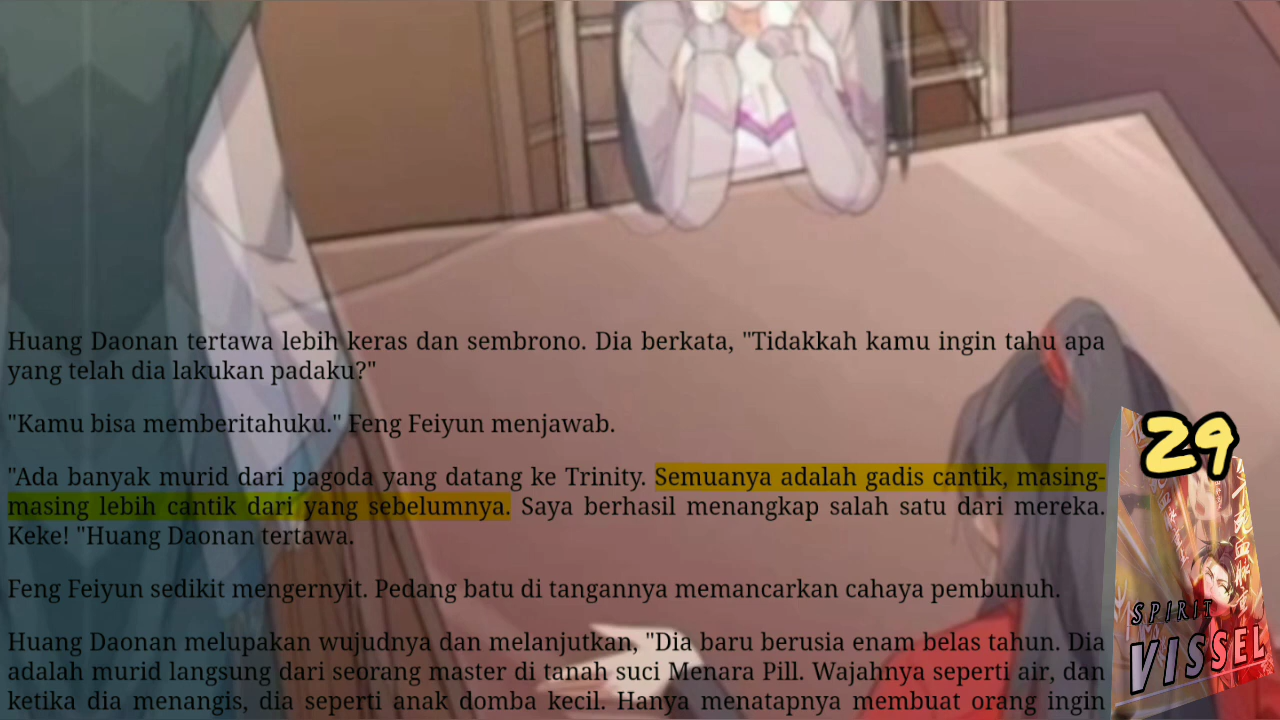 Huang Daonan tertawa lebih keras dan sembrono. Dia berkata, "Tidakkah kamu ingin tahu apa
yang telah dia lakukan padaku?"
"Kamu bisa memberitahuku." Feng Feiyun menjawab.
"Ada banyak murid dari pagoda yang datang ke Trinity. Semuanya adalah gadis cantik, masing-
masing lebih cantik dari yang sebelumnya. Saya berhasil menangkap salah satu dari mereka.
Keke! "Huang Daonan tertawa.
Feng Feiyun sedikit mengernyit. Pedang batu di tangannya memancarkan cahaya pembunuh.
Huang Daonan melupakan wujudnya dan melanjutkan, "Dia baru berusia enam belas tahun. Dia
adalah murid langsung dari seorang master di tanah suci Menara Pill. Wajahnya seperti air, dan
ketika dia menangis, dia seperti anak domba kecil. Hanya menatapnya membuat orang ingin
29
SPIRIT
VISSEL